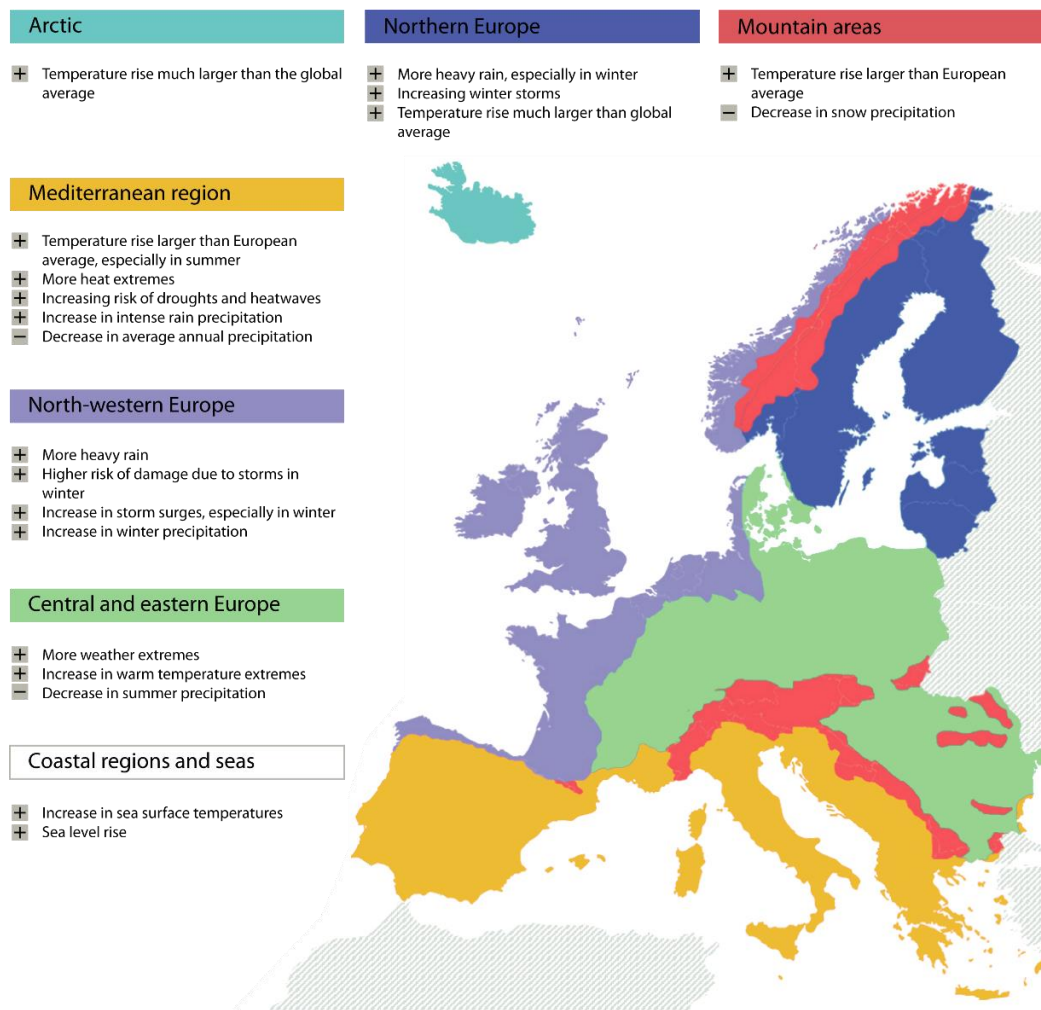 Arctic
+ Temperature rise much larger than the global
average
Northern Europe
+ More heavy rain, especially in winter
+ Increasing winter storms
+ Temperature rise much larger than global
average
Mountain areas
+ Temperature rise larger than European
average
− Decrease in snow precipitation
Mediterranean region
+ Temperature rise larger than European
average, especially in summer
+ More heat extremes
+ Increasing risk of droughts and heatwaves
+ Increase in intense rain precipitation
− Decrease in average annual precipitation
North-western Europe
+ More heavy rain
+ Higher risk of damage due to storms in
winter
+ Increase in storm surges, especially in winter
+ Increase in winter precipitation
Central and eastern Europe
+ More weather extremes
+ Increase in warm temperature extremes
− Decrease in summer precipitation
Coastal regions and seas
+ Increase in sea surface temperatures
+ Sea level rise